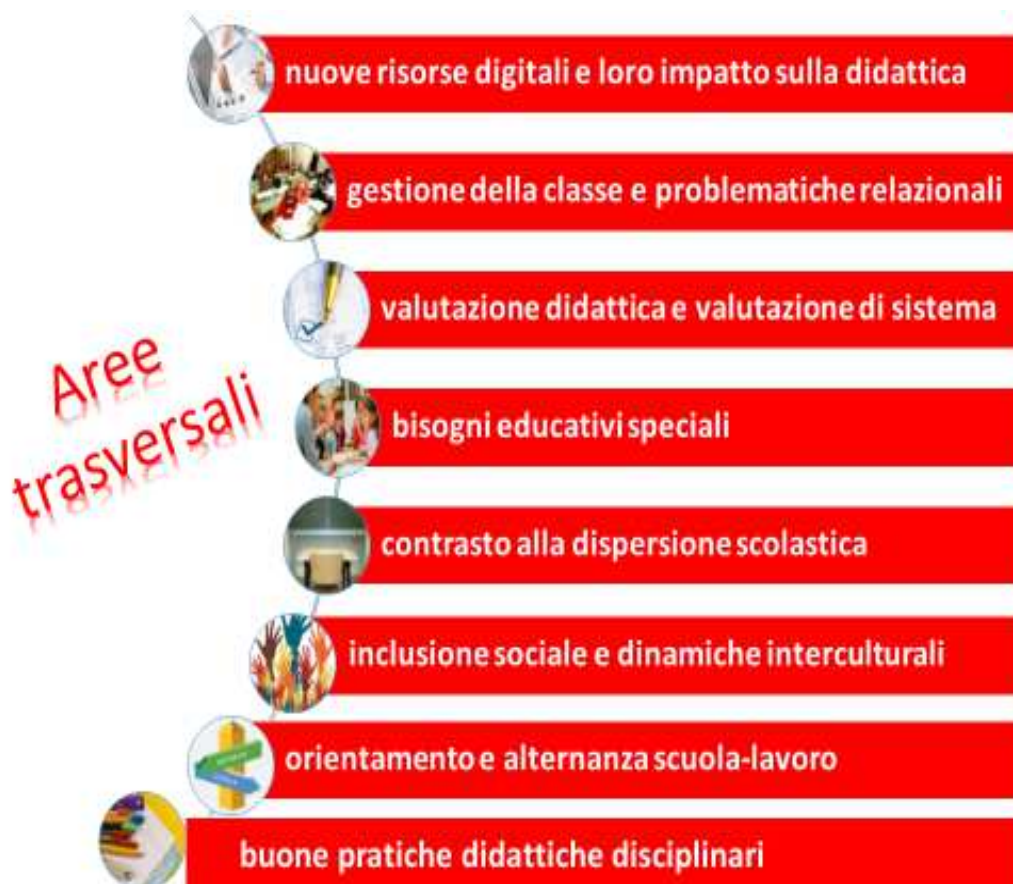 Aree
trasversali
nuove risorse digitali e loro impatto sulla didattica
gestione della classe e problematiche relazionali
valutazione didattica e valutazione di sistema
bisogni educativi speciali
contrasto alla dispersione scolastica
inclusione sociale e dinamiche interculturali
orientamento e alternanza scuola-lavoro
buone pratiche didattiche disciplinari